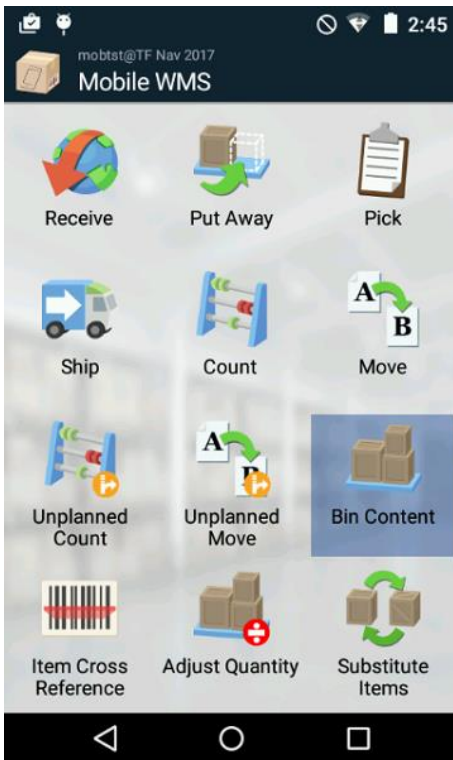 2:45
mobtst@TF Nav 2017
Mobile WMS
Receive
Put Away
Pick
Ship
Count
A
B
Move
Unplanned
Count
A
B
Unplanned
Move
Bin Content
Item Cross
Reference
Adjust Quantity
Substitute
Items